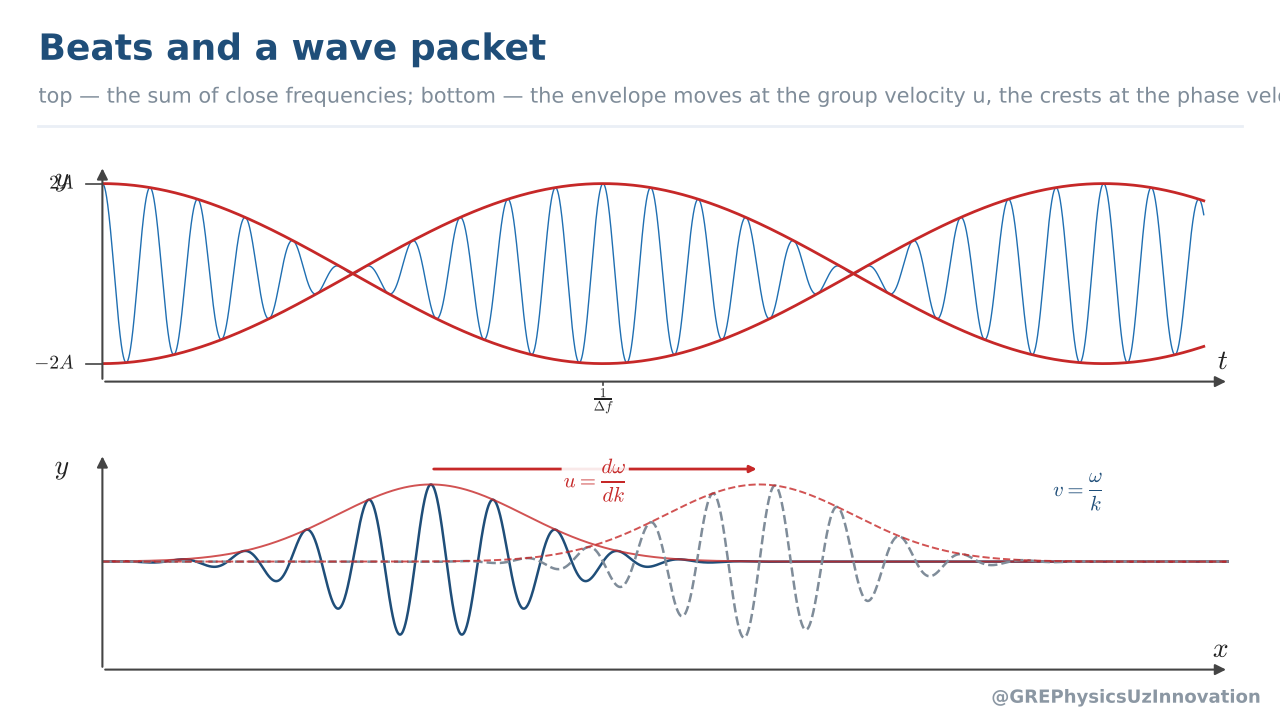 Beats and a wave packet
top — the sum of close frequencies; bottom — the envelope moves at the group velocity u, the crests at the phase
y
2A
−2A
t
1/Δf
y
u = dω/dk
v = ω/k
x
@GREPhysicsUzInnovation